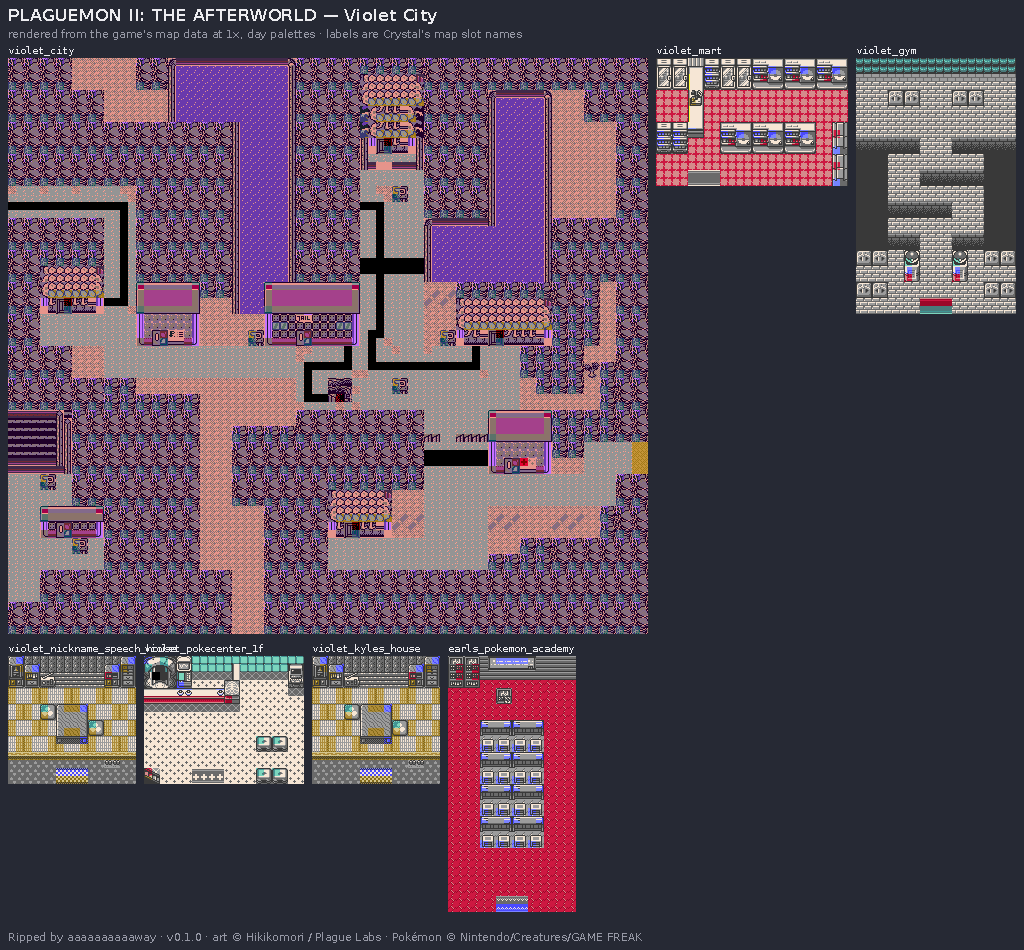 PLAGUEMON II: THE AFTERWORLD — Violet City
rendered from the game's map data at 1x, day palettes · labels are Crystal's map slot names
violet_city
violet_mart
violet_gym
JAIL
violet_nickname_speech_house
violet_pokecenter_1f
violet_kyles_house
earls_pokemon_academy
Ripped by aaaaaaaaaaway · v0.1.0 · art © Hikikomori / Plague Labs · Pokémon © Nintendo/Creatures/GAME FREAK